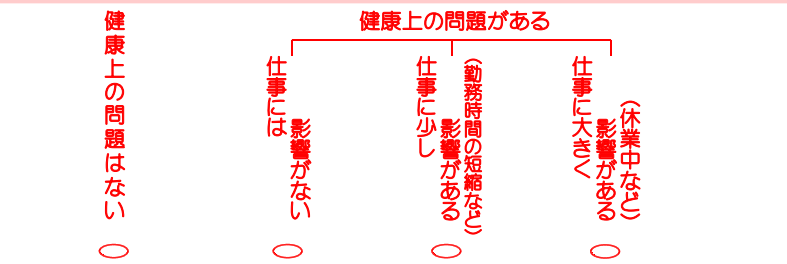 健康上の問題はない
健康上の問題がある
仕事には
影響がない
仕事に少し
影響がある
(勤務時間の短縮など)
仕事に大きく
影響がある
(休業中など)